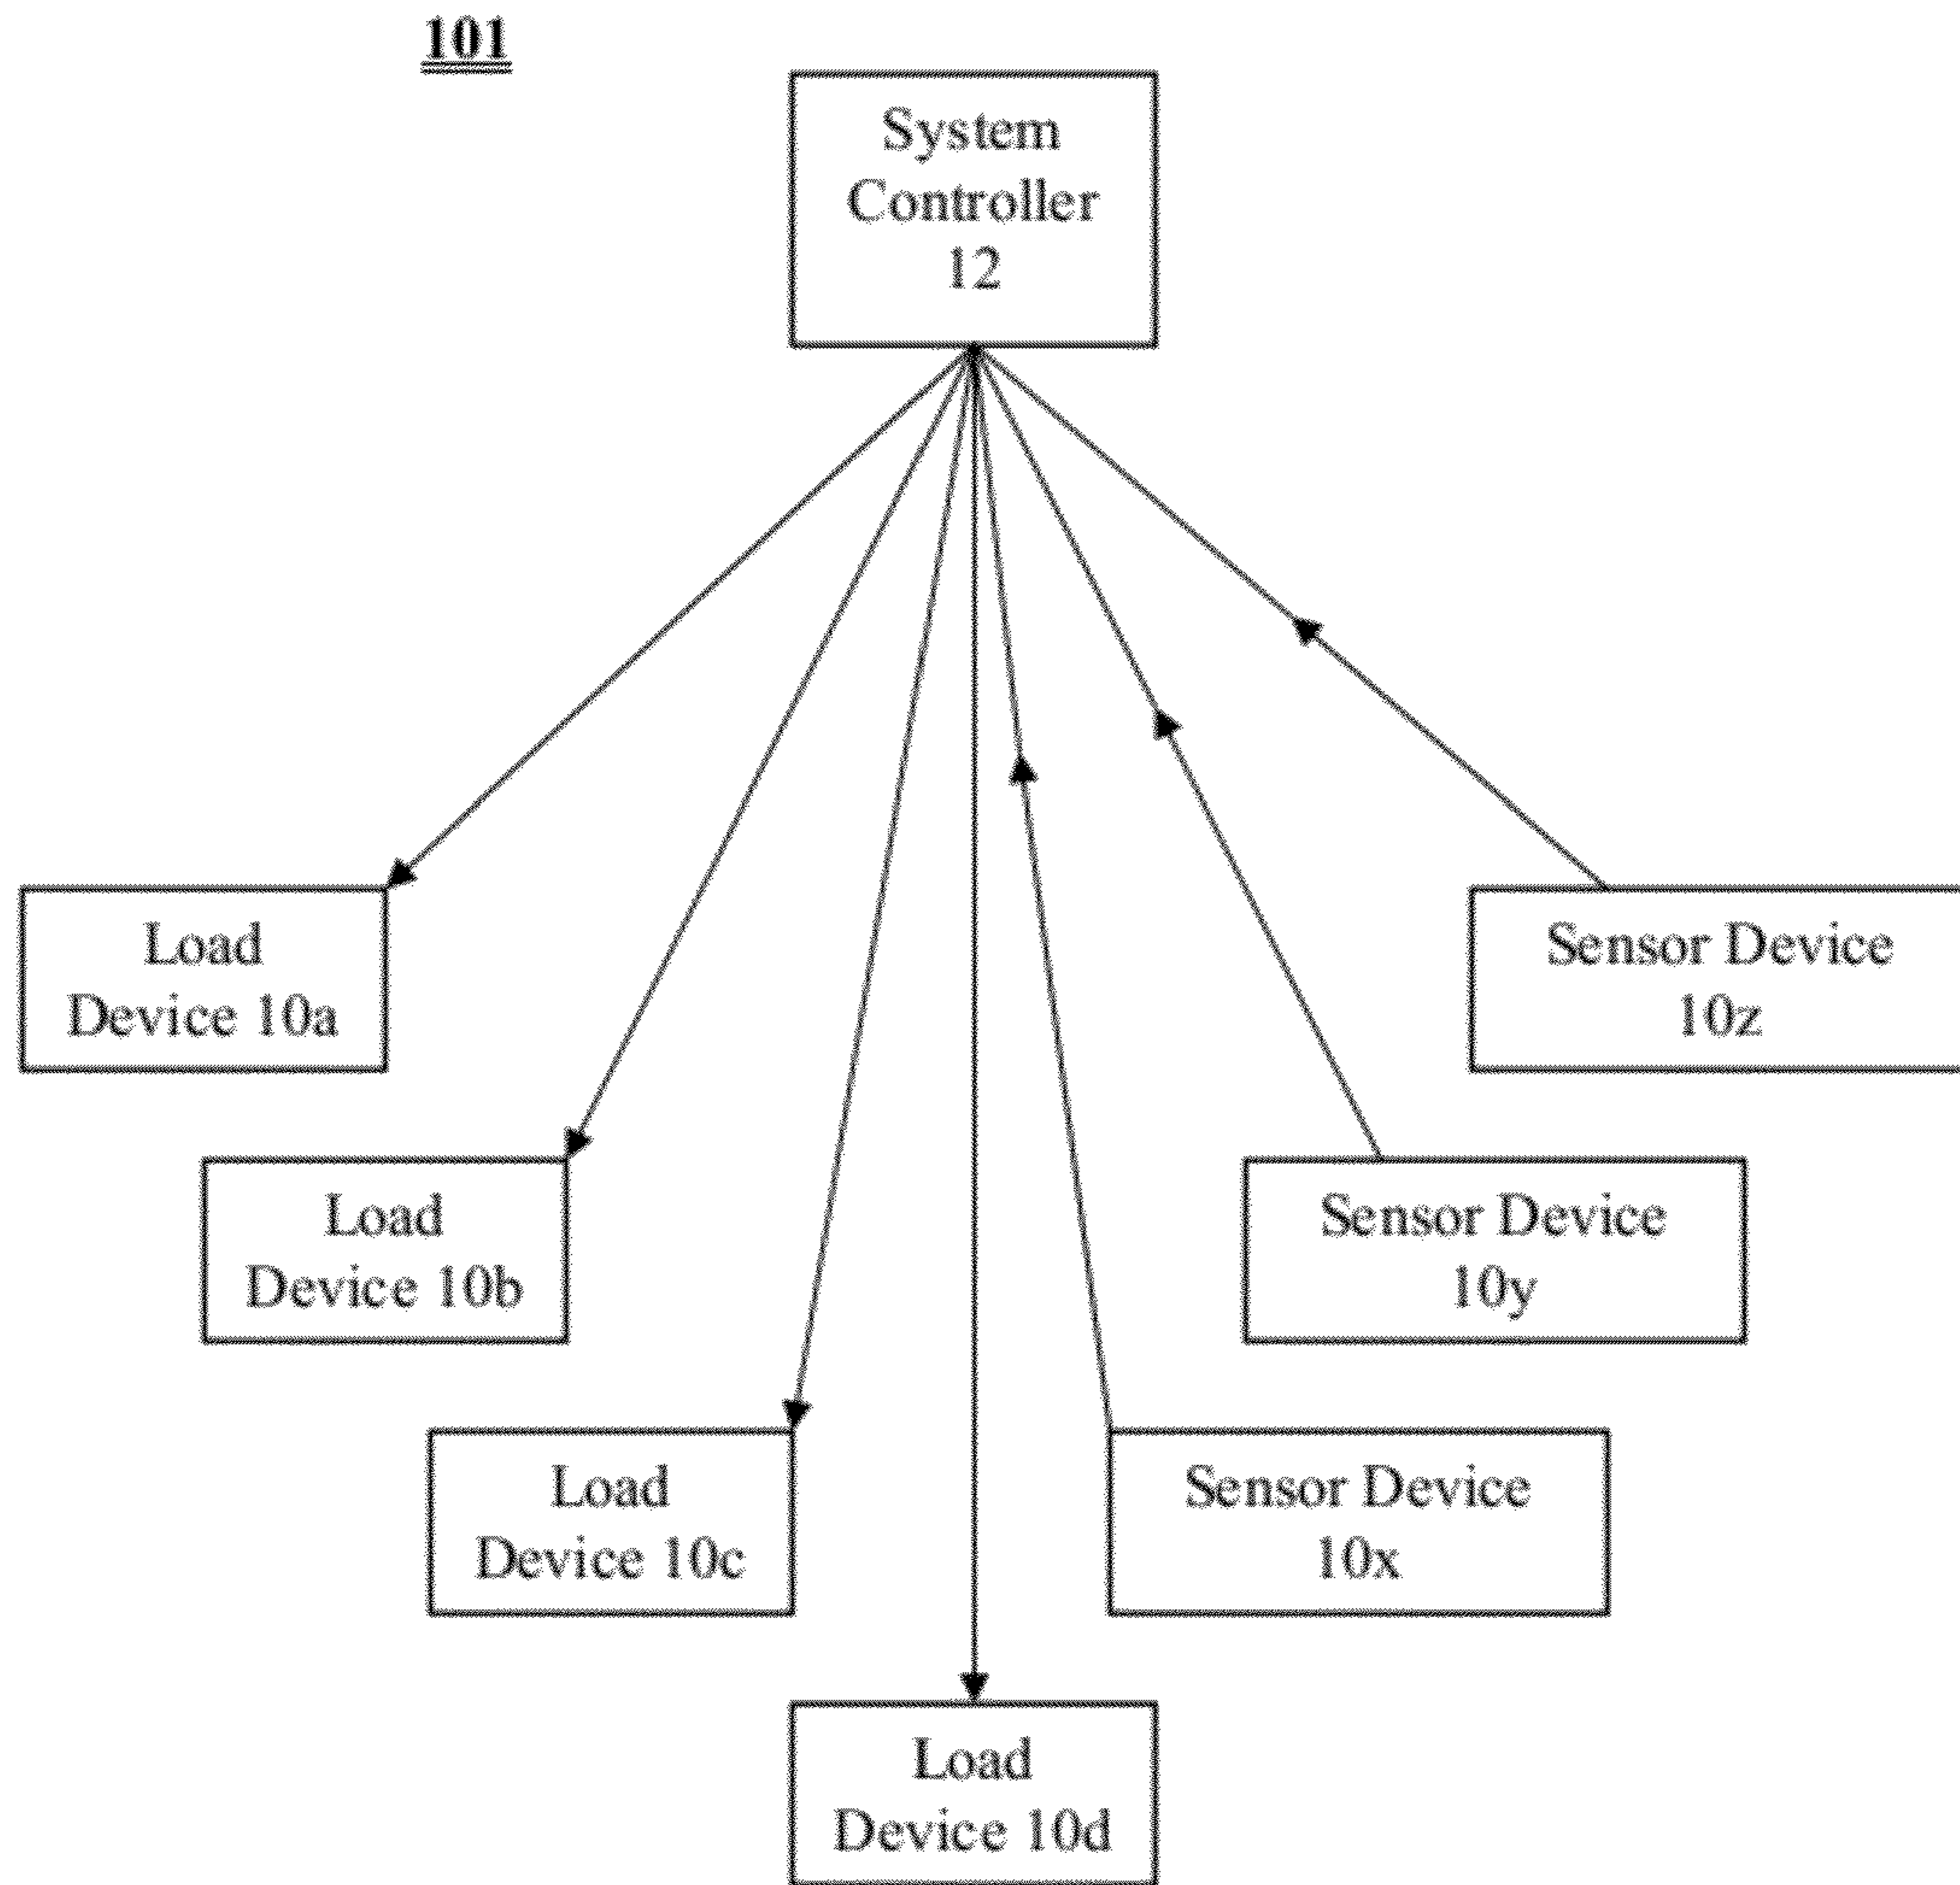 101
System
Controller
12
Load
Device 10a
Sensor Device
10z
Load
Device 10b
Sensor Device
10y
Load
Device 10c
Sensor Device
10x
Load
Device 10d